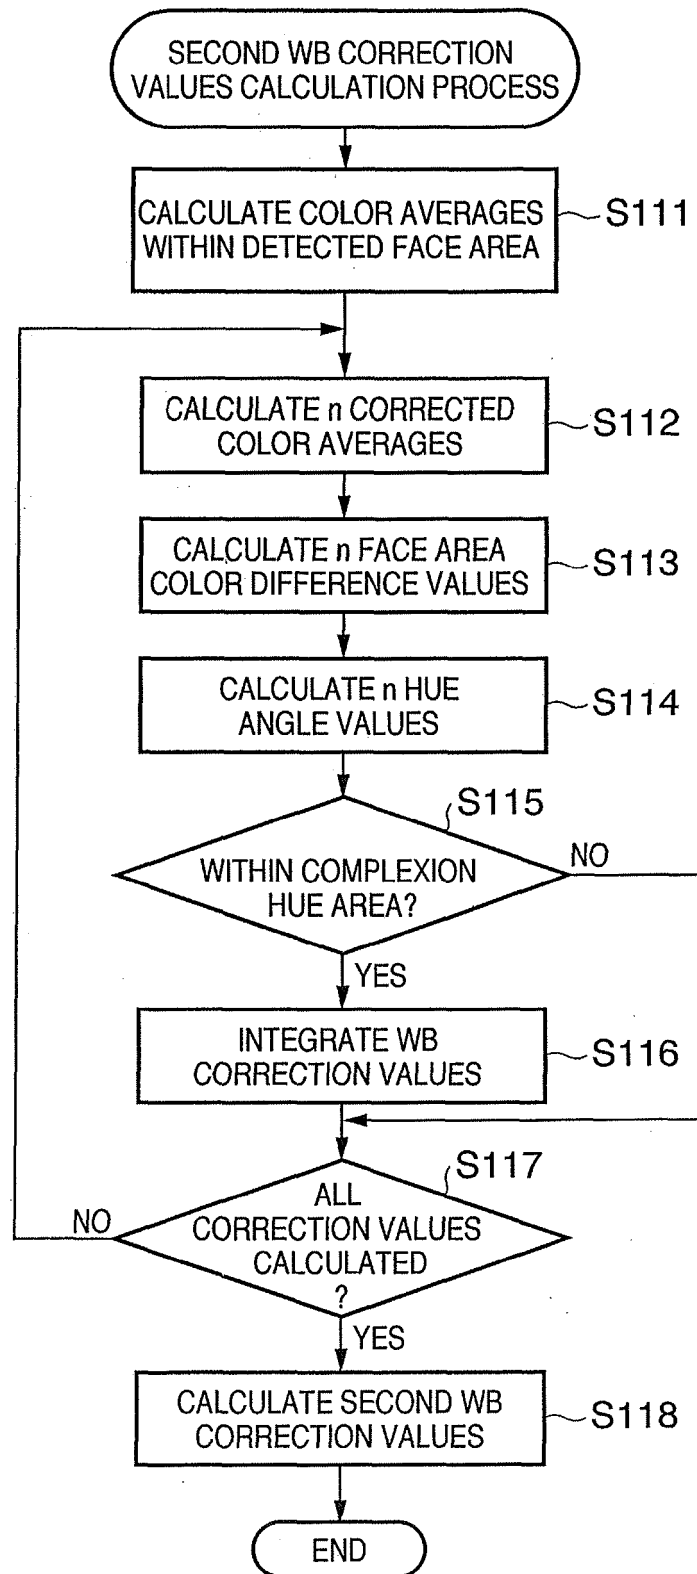 SECOND WB CORRECTION
VALUES CALCULATION PROCESS
CALCULATE COLOR AVERAGES
WITHIN DETECTED FACE AREA
S111
CALCULATE n CORRECTED
COLOR AVERAGES
S112
CALCULATE n FACE AREA
COLOR DIFFERENCE VALUES
S113
CALCULATE n HUE
ANGLE VALUES
S114
S115
WITHIN COMPLEXION
HUE AREA?
NO
YES
INTEGRATE WB
CORRECTION VALUES
S116
S117
ALL
CORRECTION VALUES
CALCULATED
?
NO
YES
CALCULATE SECOND WB
CORRECTION VALUES
S118
END